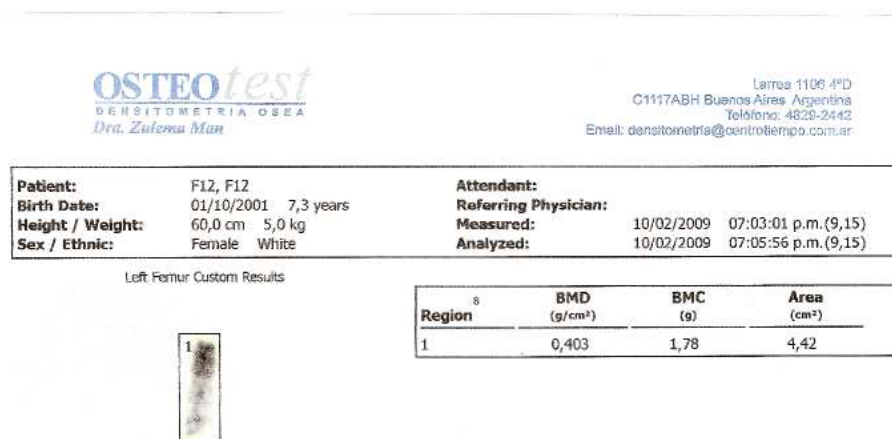 OSTEOtest
DENSITOMETRIA OSEA
Dra. Zulema Man
Larrea 1106 4ºD
C1117ABH Buenos Aires Argentina
Teléfono: 4829-2442
Email: densitometria@centrotiempo.com.ar
Patient: F12, F12 Attendant:
Birth Date: 01/10/2001 7,3 years Referring Physician:
Height / Weight: 60,0 cm 5,0 kg Measured: 10/02/2009 07:03:01 p.m.(9,15)
Sex / Ethnic: Female White Analyzed: 10/02/2009 07:05:56 p.m.(9,15)
Left Femur Custom Results
Region 8 BMD (g/cm²) BMC (g) Area (cm²)
1 0,403 1,78 4,42
1